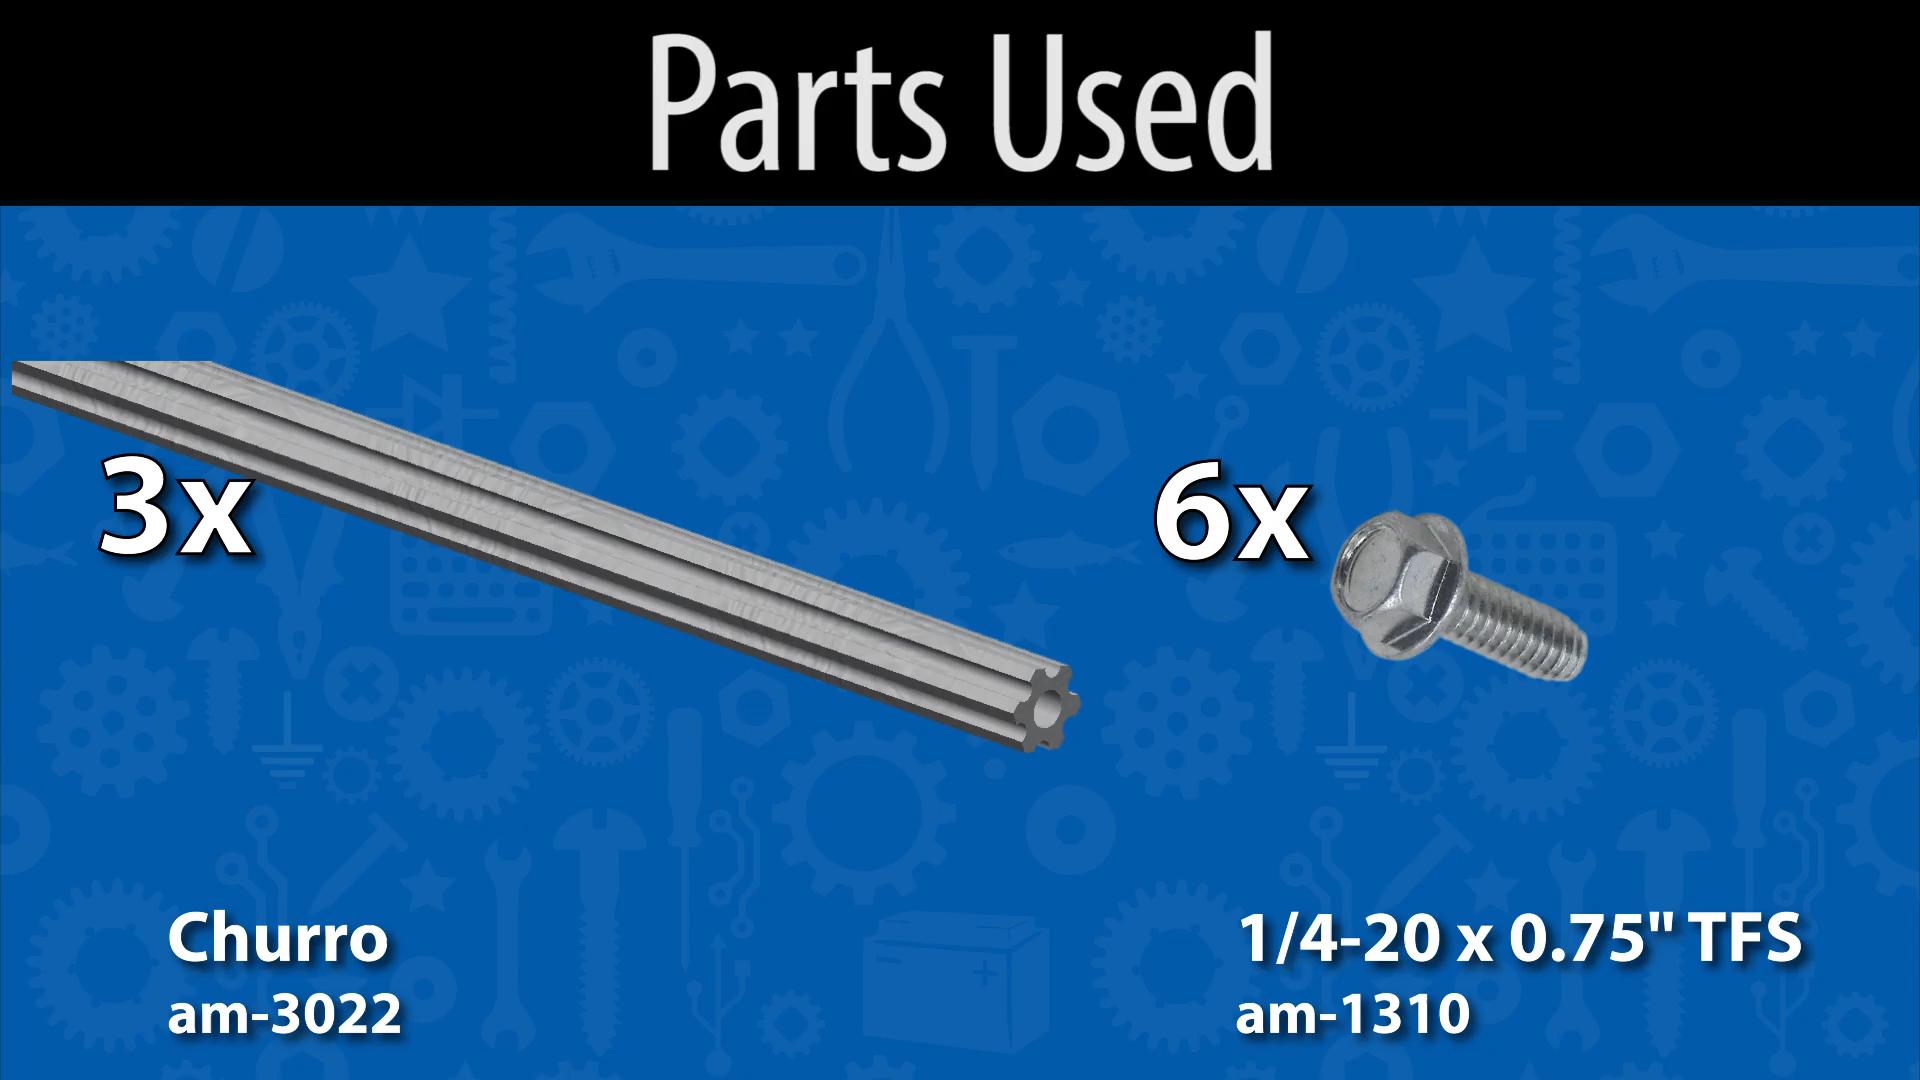 Parts Used
3x
6x
Churro
am-3022
1/4-20 x 0.75" TFS
am-1310